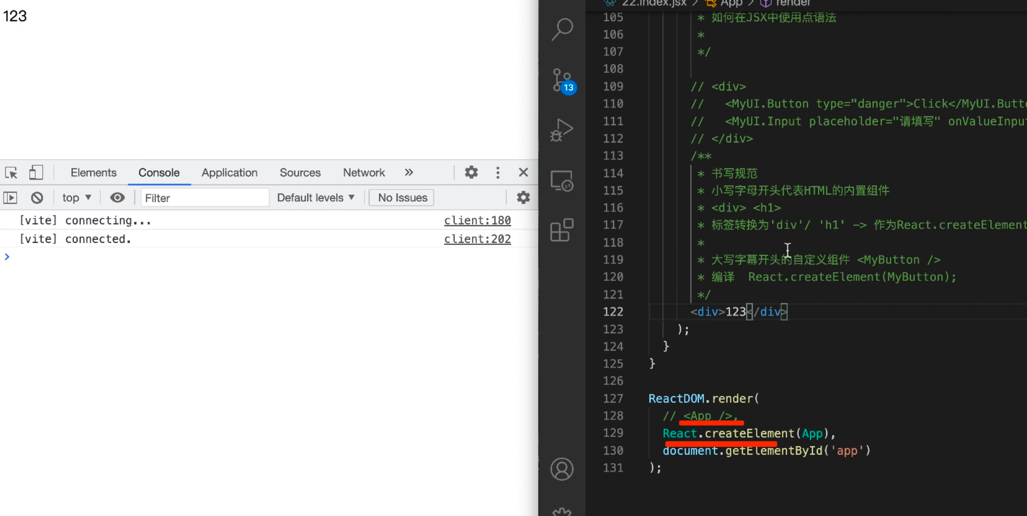 123
Elements Console Application Sources Network »
top ▼ Filter Default levels ▼ No Issues
[vite] connecting... client:180
[vite] connected. client:202
>
22.index.jsx > App > render
13
105 * 如何在JSX中使用点语法
106 *
107 */
108
109 // <div>
110 //   <MyUI.Button type="danger">Click</MyUI.Butto
111 //   <MyUI.Input placeholder="请填写" onValueInpu
112 // </div>
113 /**
114 * 书写规范
115 * 小写字母开头代表HTML的内置组件
116 * <div> <h1>
117 * 标签转换为'div'/ 'h1' -> 作为React.createElement
118 *
119 * 大写字幕开头的自定义组件 <MyButton />
120 * 编译  React.createElement(MyButton);
121 */
122 <div>123</div>
123 );
124 }
125 }
126
127 ReactDOM.render(
128 // <App />,
129 React.createElement(App),
130 document.getElementById('app')
131 );